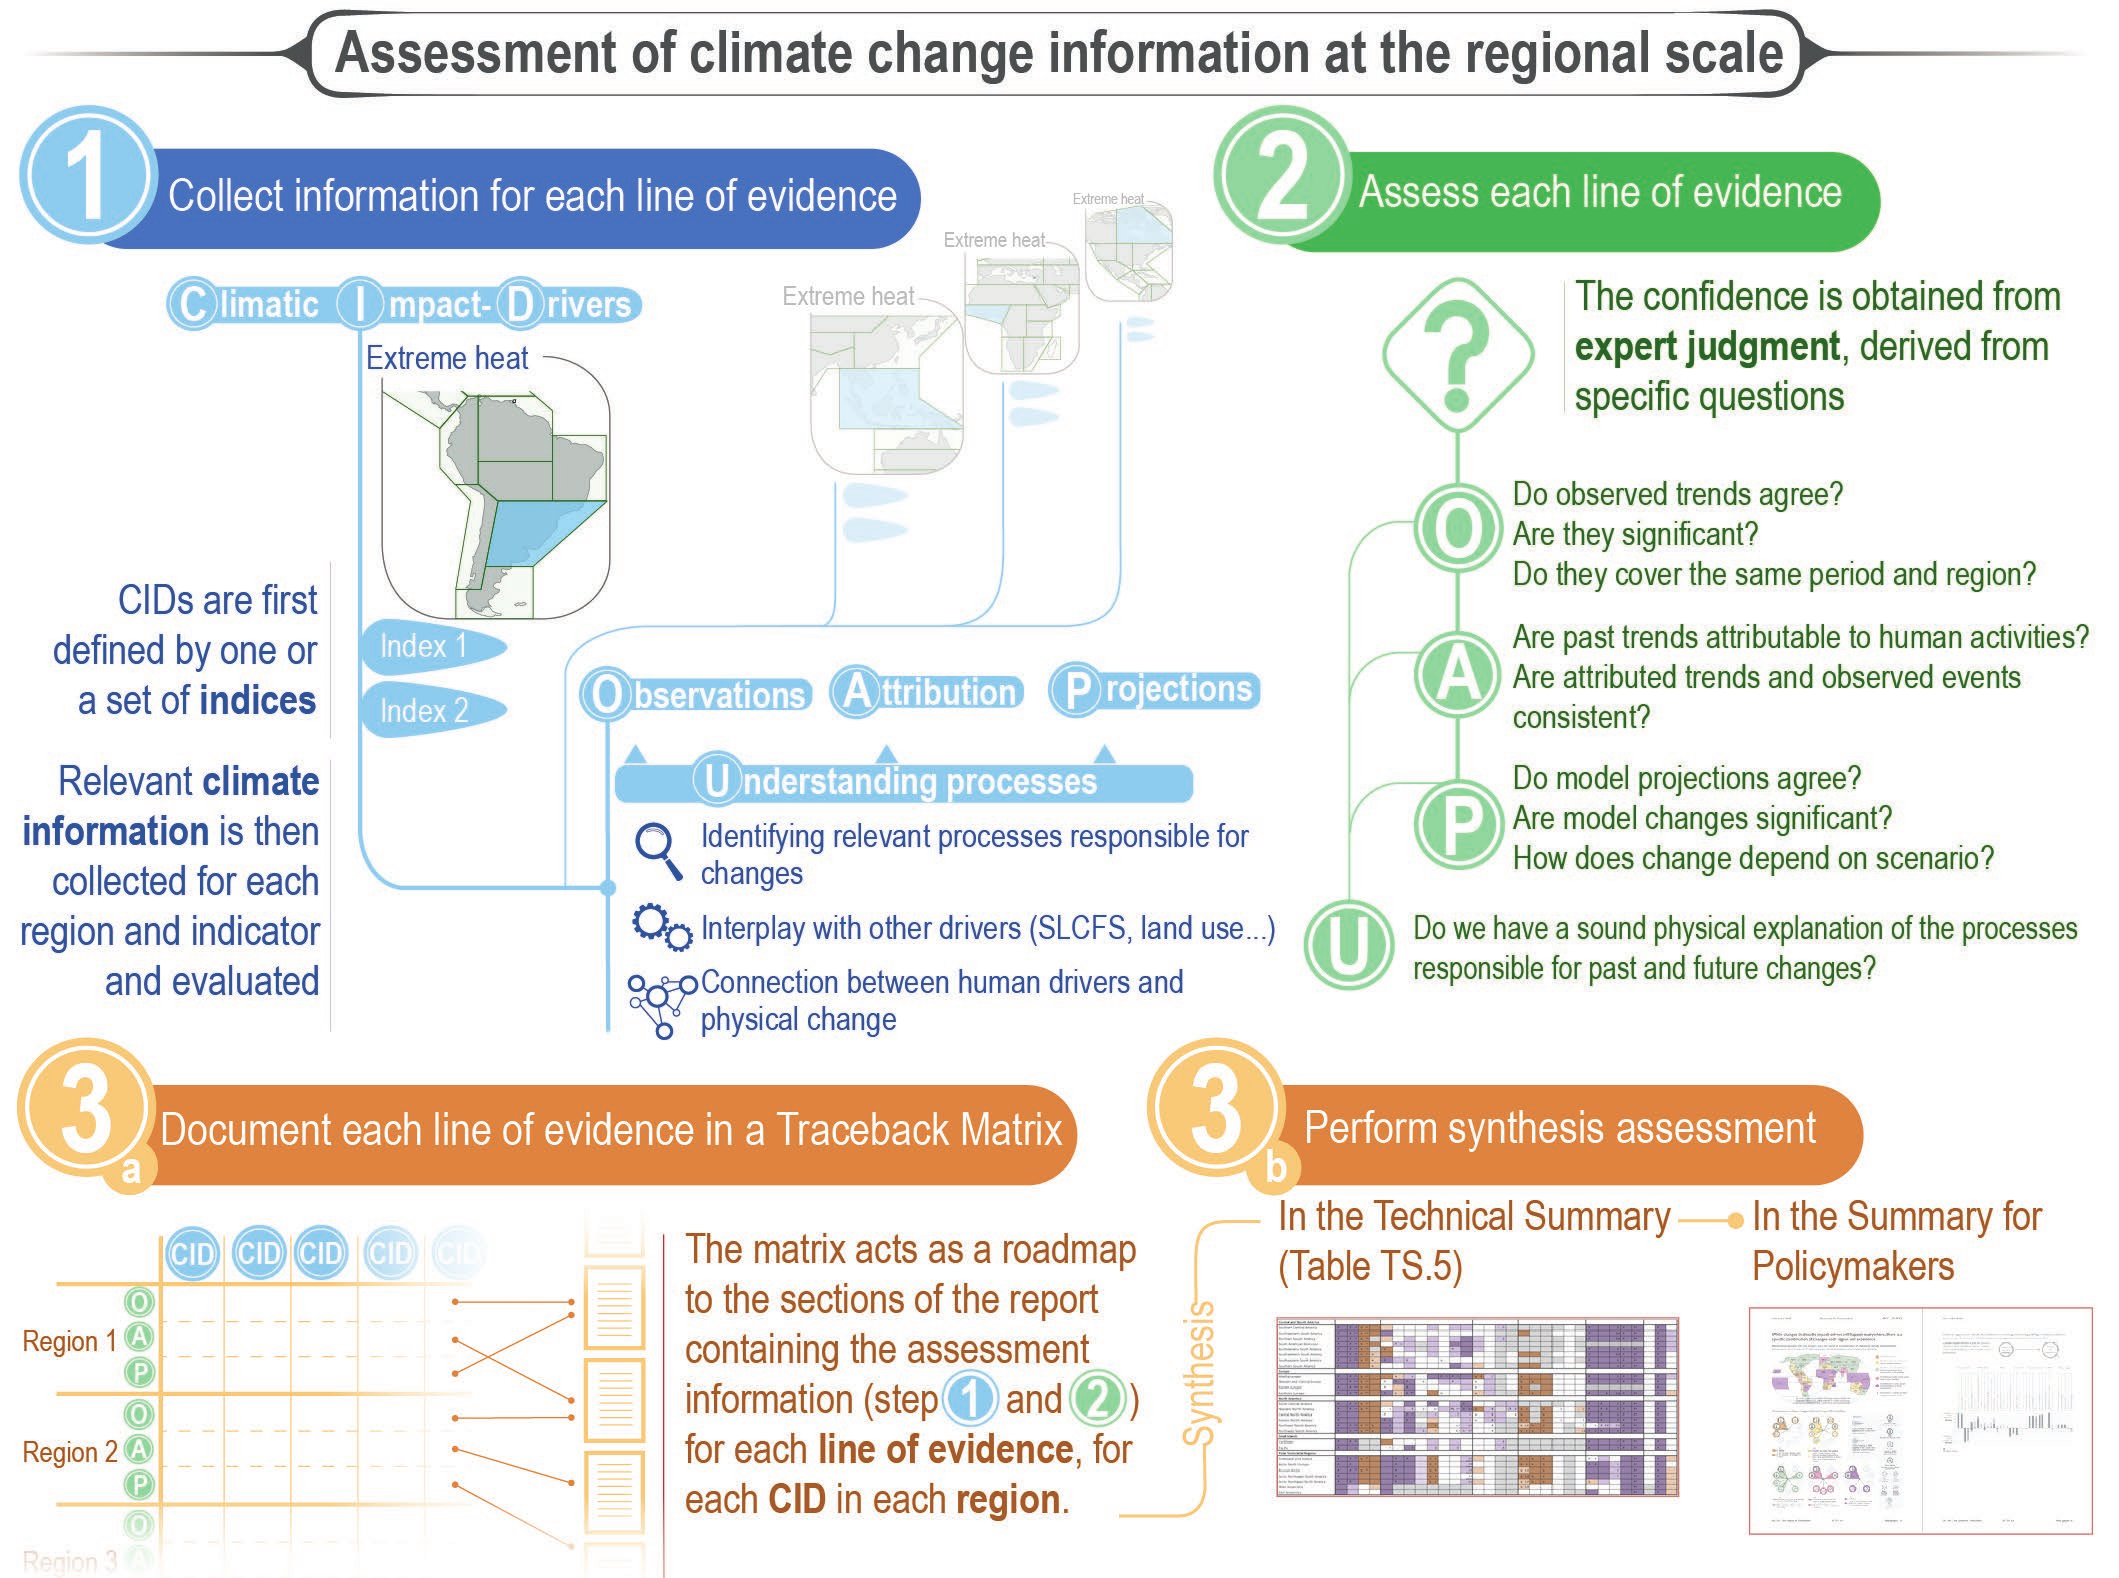 Assessment of climate change information at the regional scale
1
Collect information for each line of evidence
Climatic Impact-Drivers
Extreme heat
Extreme heat
Extreme heat
Extreme heat
CIDs are first
defined by one or
a set of indices
Index 1
Index 2
Relevant climate
information is then
collected for each
region and indicator
and evaluated
Observations
Attribution
Projections
Understanding processes
Identifying relevant processes responsible for
changes
Interplay with other drivers (SLCFS, land use...)
Connection between human drivers and
physical change
2
Assess each line of evidence
?
The confidence is obtained from
expert judgment, derived from
specific questions
O
Do observed trends agree?
Are they significant?
Do they cover the same period and region?
A
Are past trends attributable to human activities?
Are attributed trends and observed events
consistent?
P
Do model projections agree?
Are model changes significant?
How does change depend on scenario?
U
Do we have a sound physical explanation of the processes
responsible for past and future changes?
3
a
Document each line of evidence in a Traceback Matrix
CID CID CID CID CID
Region 1
O
A
P
Region 2
O
A
P
Region 3
O
A
The matrix acts as a roadmap
to the sections of the report
containing the assessment
information (step 1 and 2)
for each line of evidence, for
each CID in each region.
Synthesis
3
b
Perform synthesis assessment
In the Technical Summary
(Table TS.5)
In the Summary for
Policymakers